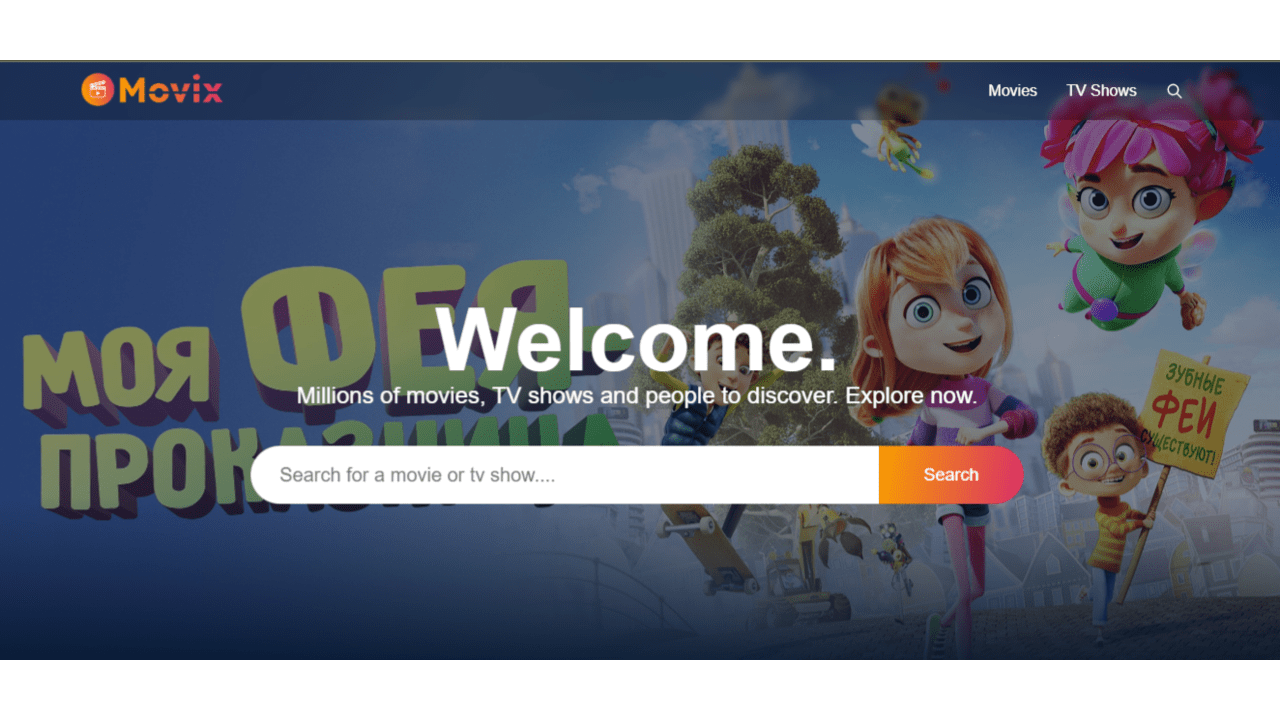 Movix
Movies
TV Shows
МОЯ ФЕЯ
ПРОКАЗНИЦА
Welcome.
Millions of movies, TV shows and people to discover. Explore now.
Search for a movie or tv show....
Search
ЗУБНЫЕ
ФЕИ
СУЩЕСТВУЮТ!